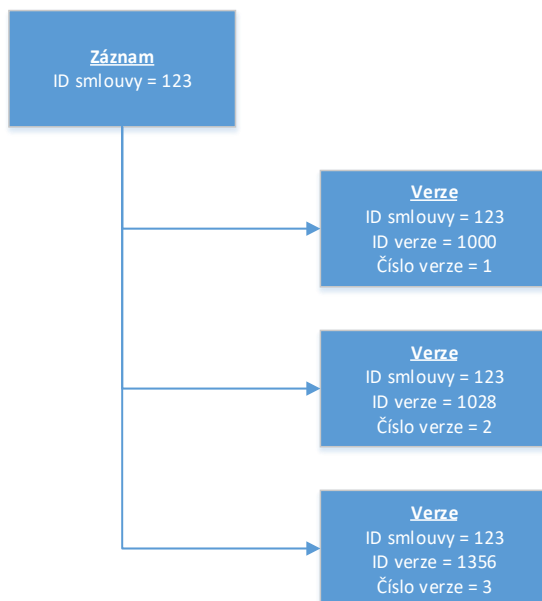 Záznam
ID smlouvy = 123
Verze
ID smlouvy = 123
ID verze = 1000
Číslo verze = 1
Verze
ID smlouvy = 123
ID verze = 1028
Číslo verze = 2
Verze
ID smlouvy = 123
ID verze = 1356
Číslo verze = 3